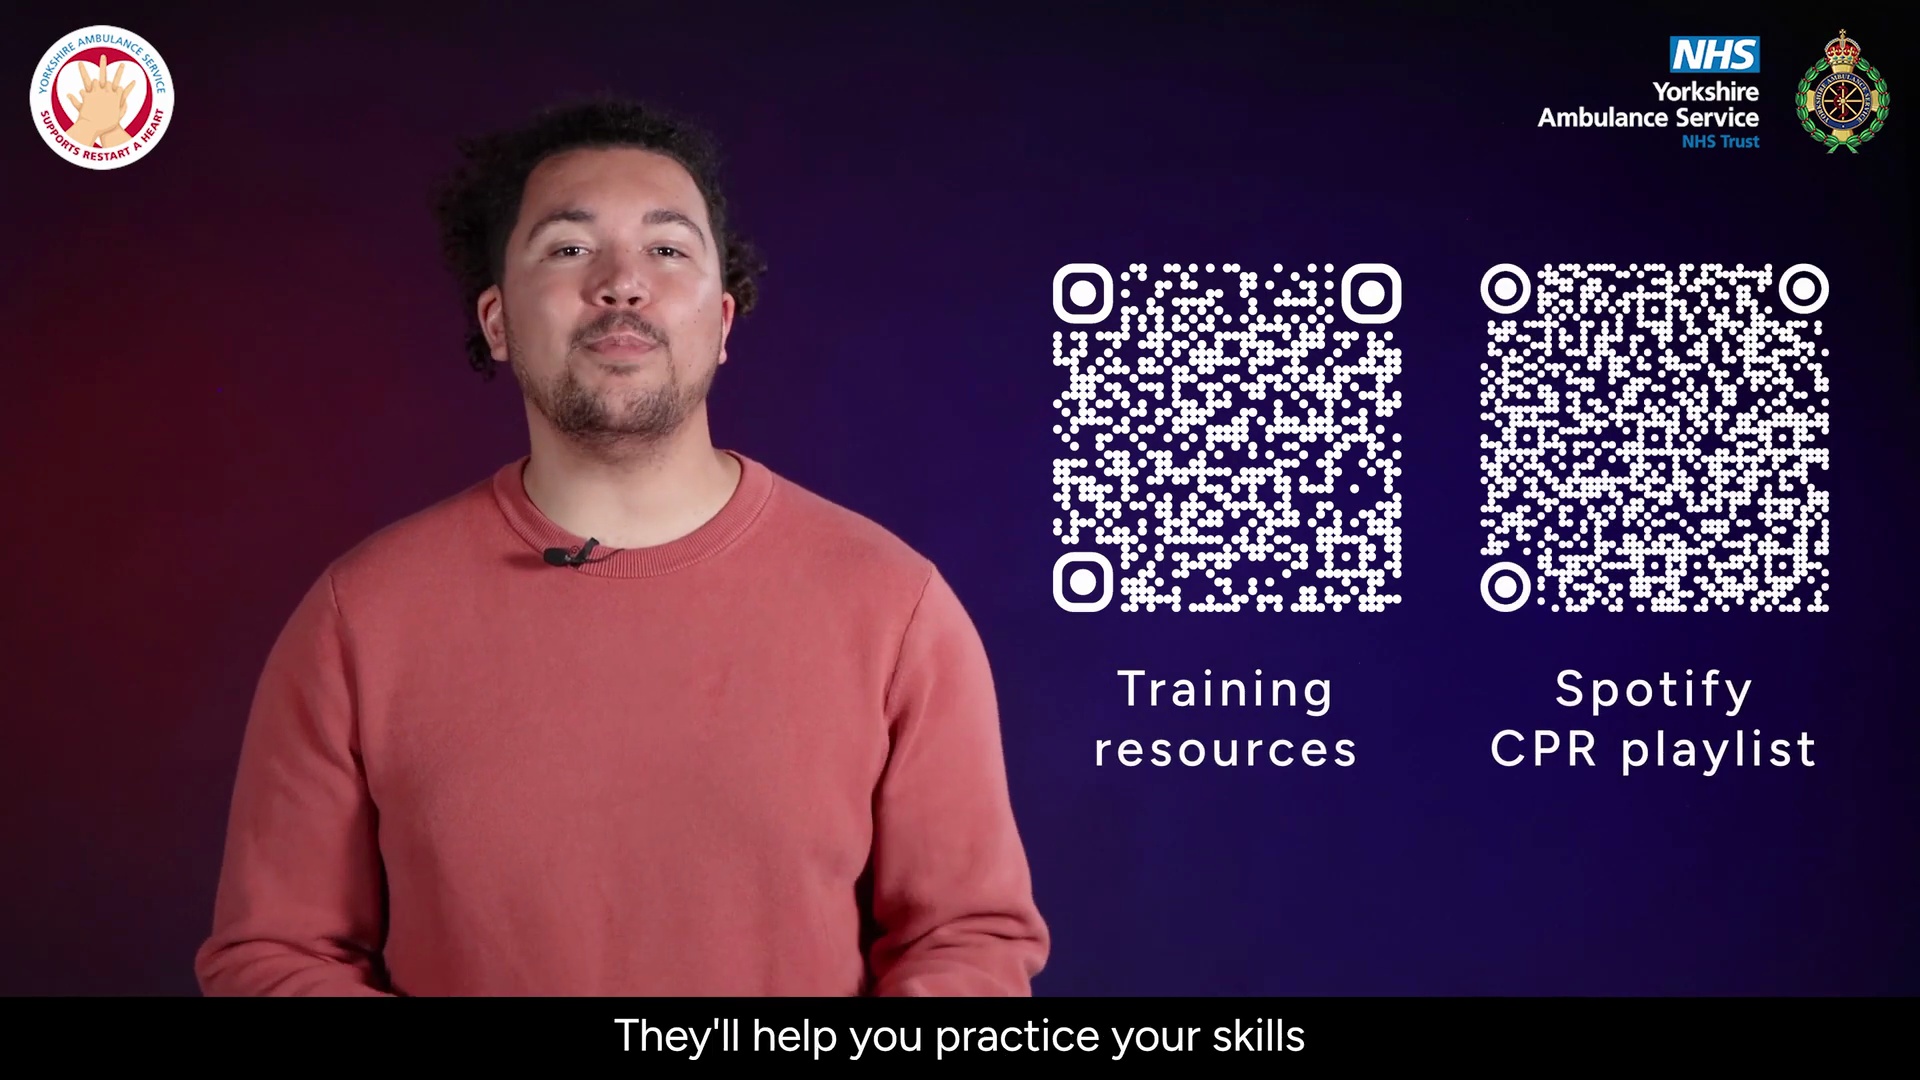 YORKSHIRE AMBULANCE SERVICE
SUPPORTS RESTART A HEART
NHS
Yorkshire
Ambulance Service
NHS Trust
Training
resources
Spotify
CPR playlist
They'll help you practice your skills